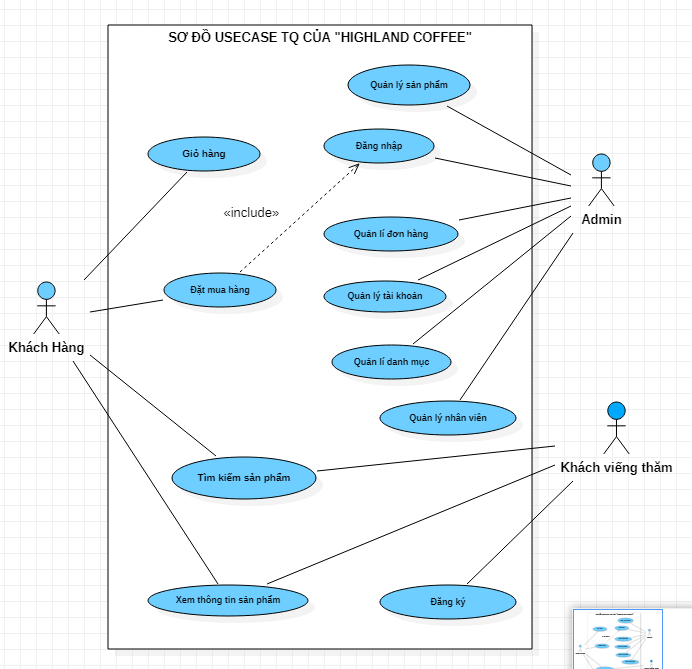 SƠ ĐỒ USECASE TQ CỦA "HIGHLAND COFFEE"
Quản lý sản phẩm
Giỏ hàng
Đăng nhập
«include»
Admin
Quản lí đơn hàng
Đặt mua hàng
Quản lý tài khoản
Khách Hàng
Quản lí danh mục
Quản lý nhân viên
Khách viếng thăm
Tìm kiếm sản phẩm
Xem thông tin sản phẩm
Đăng ký